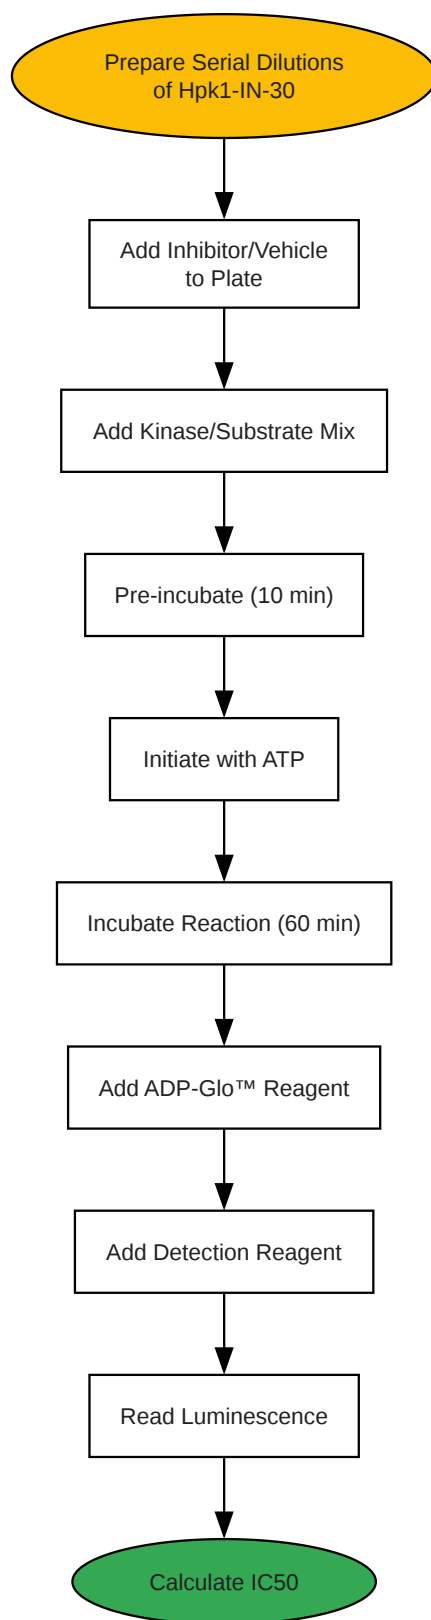 Prepare Serial Dilutions
of Hpk1-IN-30
Add Inhibitor/Vehicle
to Plate
Add Kinase/Substrate Mix
Pre-incubate (10 min)
Initiate with ATP
Incubate Reaction (60 min)
Add ADP-Glo™ Reagent
Add Detection Reagent
Read Luminescence
Calculate IC50